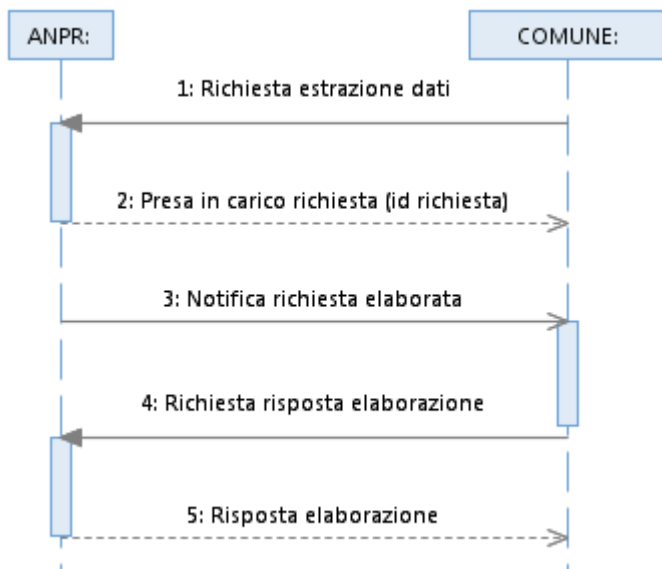 ANPR:
COMUNE:
1: Richiesta estrazione dati
2: Presa in carico richiesta (id richiesta)
3: Notifica richiesta elaborata
4: Richiesta risposta elaborazione
5: Risposta elaborazione